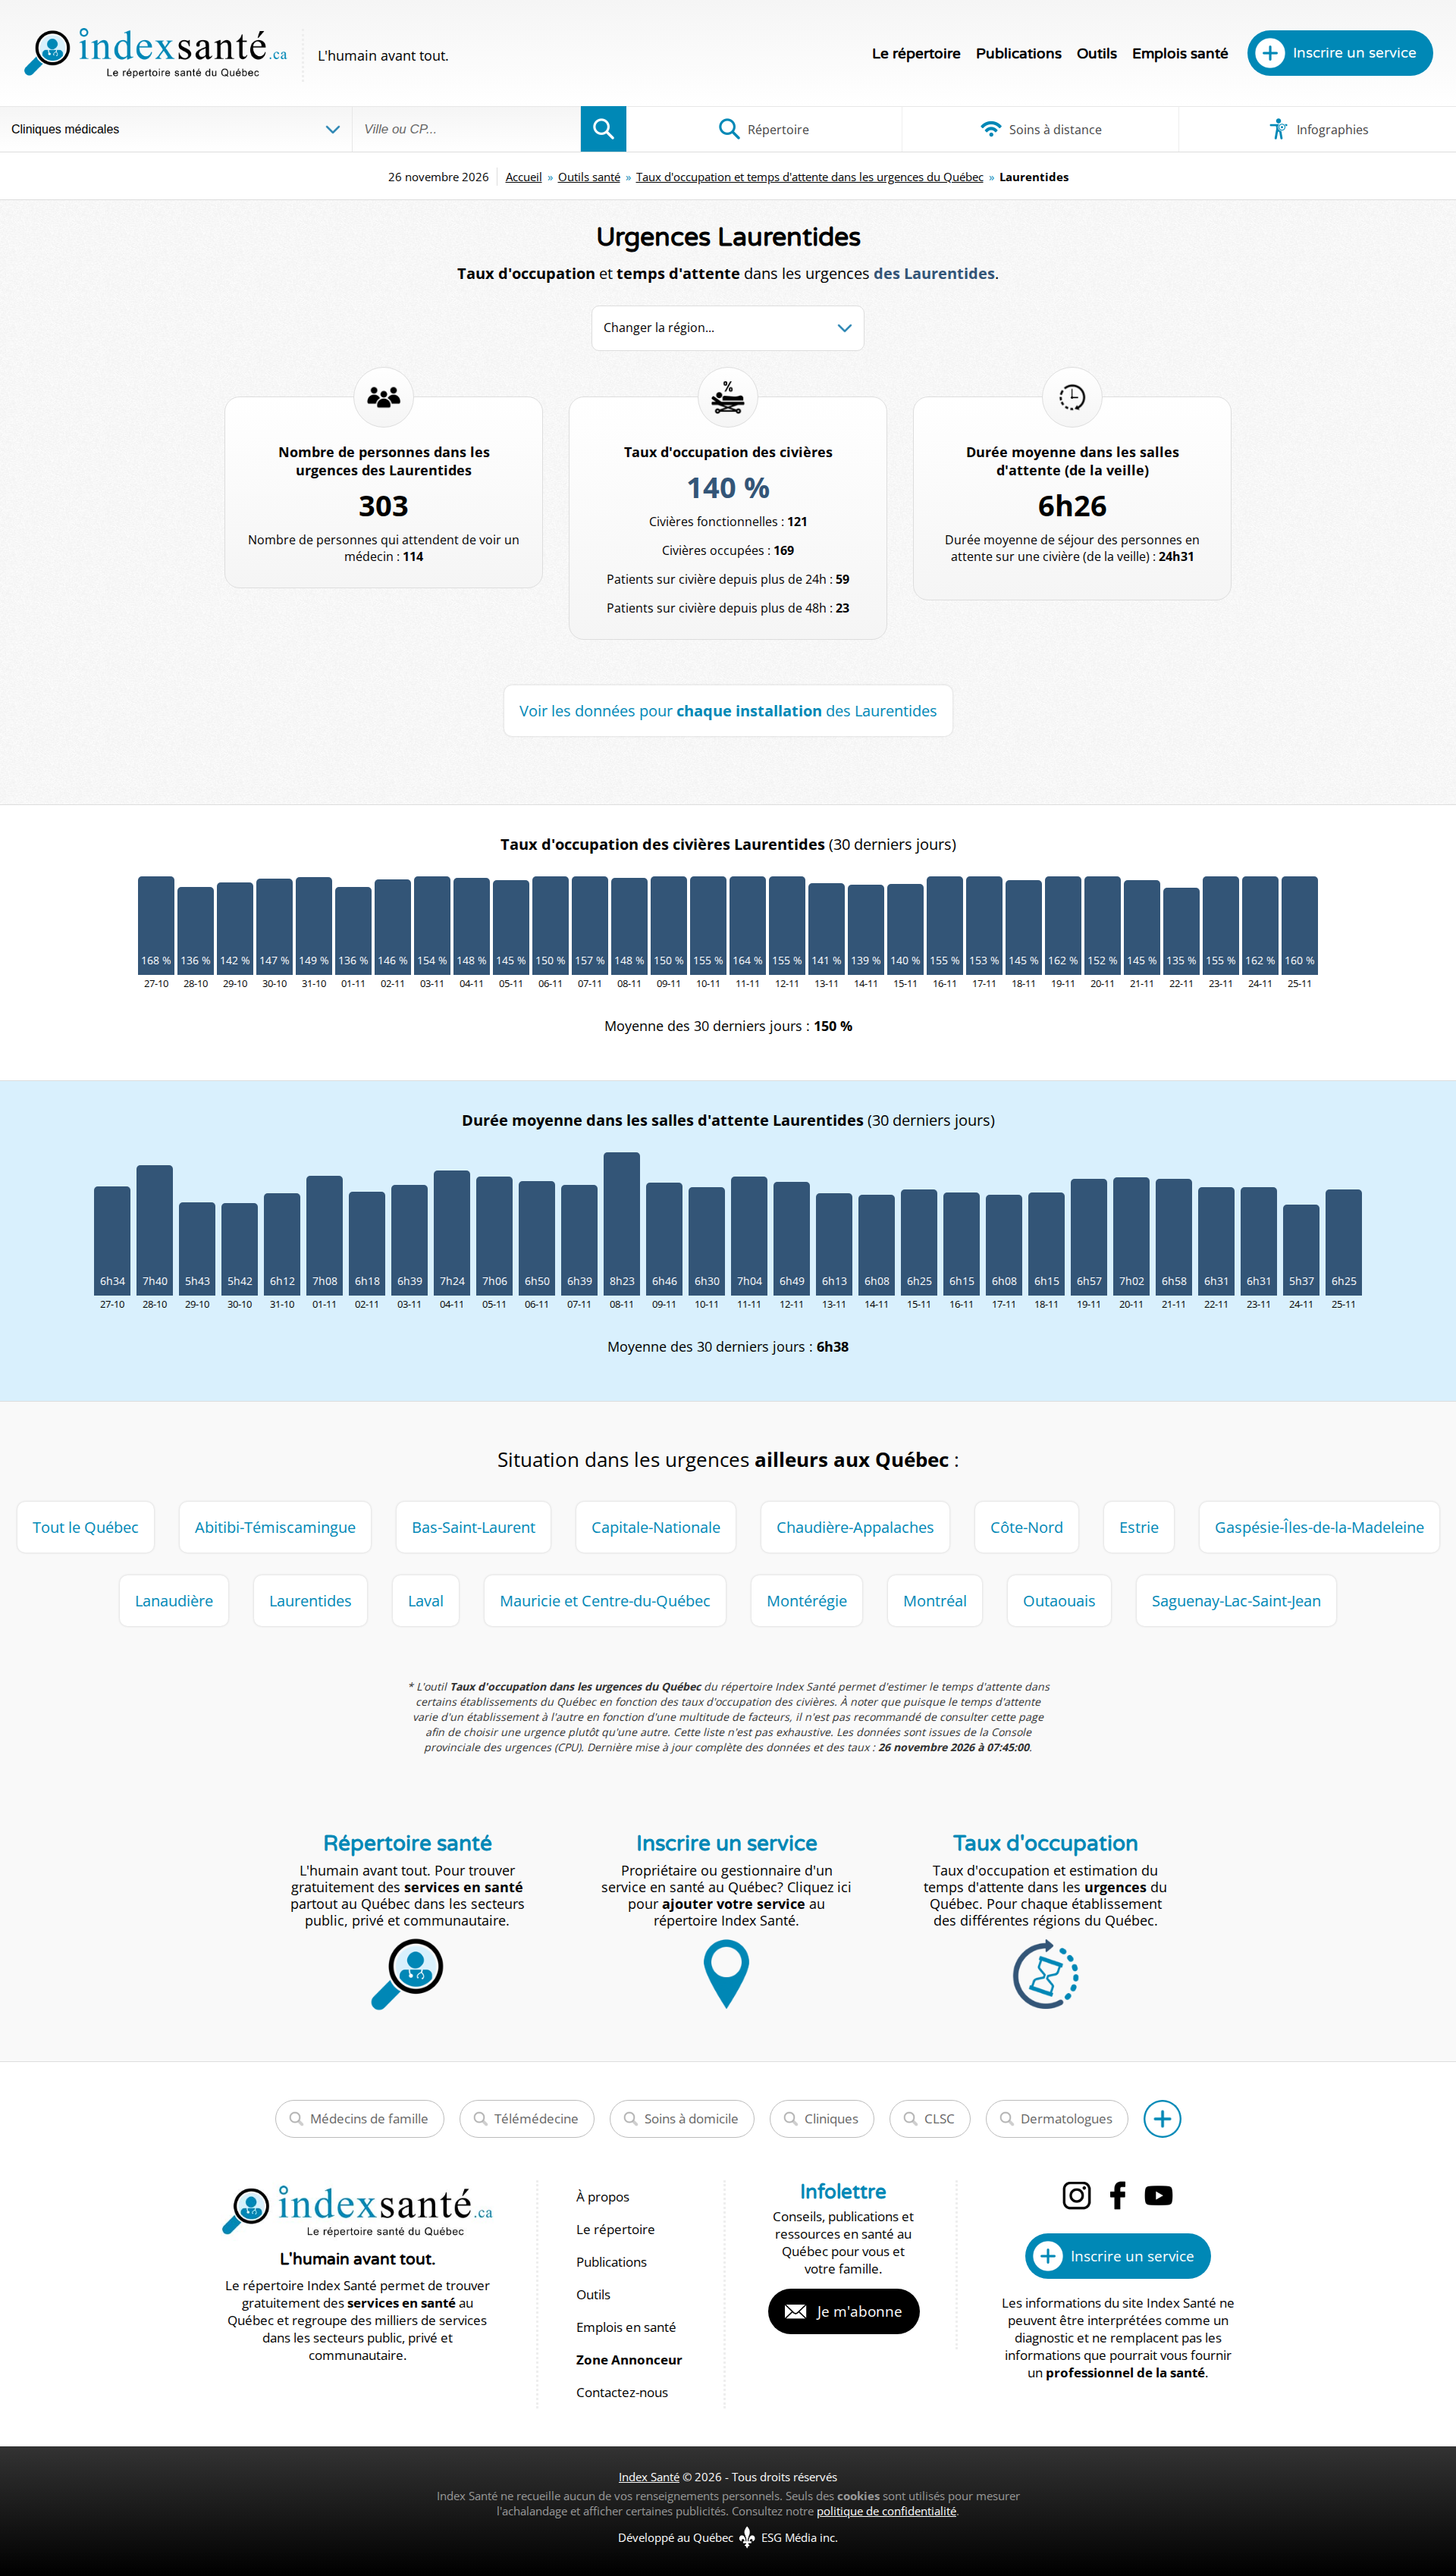 indexsanté.ca
Le répertoire santé du Québec
L'humain avant tout.
Le répertoire
Publications
Outils
Emplois santé
Inscrire un service
Cliniques médicales
Ville ou CP...
Répertoire
Soins à distance
Infographies
26 novembre 2026 Accueil » Outils santé » Taux d'occupation et temps d'attente dans les urgences du Québec » Laurentides
Urgences Laurentides
Taux d'occupation et temps d'attente dans les urgences des Laurentides.
Changer la région...
Nombre de personnes dans les
urgences des Laurentides
303
Nombre de personnes qui attendent de voir un
médecin : 114
%
Taux d'occupation des civières
140 %
Civières fonctionnelles : 121
Civières occupées : 169
Patients sur civière depuis plus de 24h : 59
Patients sur civière depuis plus de 48h : 23
Durée moyenne dans les salles
d'attente (de la veille)
6h26
Durée moyenne de séjour des personnes en
attente sur une civière (de la veille) : 24h31
Voir les données pour chaque installation des Laurentides
Taux d'occupation des civières Laurentides (30 derniers jours)
168 % 136 % 142 % 147 % 149 % 136 % 146 % 154 % 148 % 145 % 150 % 157 % 148 % 150 % 155 % 164 % 155 % 141 % 139 % 140 % 155 % 153 % 145 % 162 % 152 % 145 % 135 % 155 % 162 % 160 %
27-10 28-10 29-10 30-10 31-10 01-11 02-11 03-11 04-11 05-11 06-11 07-11 08-11 09-11 10-11 11-11 12-11 13-11 14-11 15-11 16-11 17-11 18-11 19-11 20-11 21-11 22-11 23-11 24-11 25-11
Moyenne des 30 derniers jours : 150 %
Durée moyenne dans les salles d'attente Laurentides (30 derniers jours)
6h34 7h40 5h43 5h42 6h12 7h08 6h18 6h39 7h24 7h06 6h50 6h39 8h23 6h46 6h30 7h04 6h49 6h13 6h08 6h25 6h15 6h08 6h15 6h57 7h02 6h58 6h31 6h31 5h37 6h25
27-10 28-10 29-10 30-10 31-10 01-11 02-11 03-11 04-11 05-11 06-11 07-11 08-11 09-11 10-11 11-11 12-11 13-11 14-11 15-11 16-11 17-11 18-11 19-11 20-11 21-11 22-11 23-11 24-11 25-11
Moyenne des 30 derniers jours : 6h38
Situation dans les urgences ailleurs aux Québec :
Tout le Québec
Abitibi-Témiscamingue
Bas-Saint-Laurent
Capitale-Nationale
Chaudière-Appalaches
Côte-Nord
Estrie
Gaspésie-Îles-de-la-Madeleine
Lanaudière
Laurentides
Laval
Mauricie et Centre-du-Québec
Montérégie
Montréal
Outaouais
Saguenay-Lac-Saint-Jean
* L'outil Taux d'occupation dans les urgences du Québec du répertoire Index Santé permet d'estimer le temps d'attente dans
certains établissements du Québec en fonction des taux d'occupation des civières. À noter que puisque le temps d'attente
varie d'un établissement à l'autre en fonction d'une multitude de facteurs, il n'est pas recommandé de consulter cette page
afin de choisir une urgence plutôt qu'une autre. Cette liste n'est pas exhaustive. Les données sont issues de la Console
provinciale des urgences (CPU). Dernière mise à jour complète des données et des taux : 26 novembre 2026 à 07:45:00.
Répertoire santé
L'humain avant tout. Pour trouver
gratuitement des services en santé
partout au Québec dans les secteurs
public, privé et communautaire.
Inscrire un service
Propriétaire ou gestionnaire d'un
service en santé au Québec? Cliquez ici
pour ajouter votre service au
répertoire Index Santé.
Taux d'occupation
Taux d'occupation et estimation du
temps d'attente dans les urgences du
Québec. Pour chaque établissement
des différentes régions du Québec.
Médecins de famille
Télémédecine
Soins à domicile
Cliniques
CLSC
Dermatologues
indexsanté.ca
Le répertoire santé du Québec
L'humain avant tout.
Le répertoire Index Santé permet de trouver
gratuitement des services en santé au
Québec et regroupe des milliers de services
dans les secteurs public, privé et
communautaire.
À propos
Le répertoire
Publications
Outils
Emplois en santé
Zone Annonceur
Contactez-nous
Infolettre
Conseils, publications et
ressources en santé au
Québec pour vous et
votre famille.
Je m'abonne
Inscrire un service
Les informations du site Index Santé ne
peuvent être interprétées comme un
diagnostic et ne remplacent pas les
informations que pourrait vous fournir
un professionnel de la santé.
Index Santé © 2026 - Tous droits réservés
Index Santé ne recueille aucun de vos renseignements personnels. Seuls des cookies sont utilisés pour mesurer
l'achalandage et afficher certaines publicités. Consultez notre politique de confidentialité.
Développé au Québec ESG Média inc.